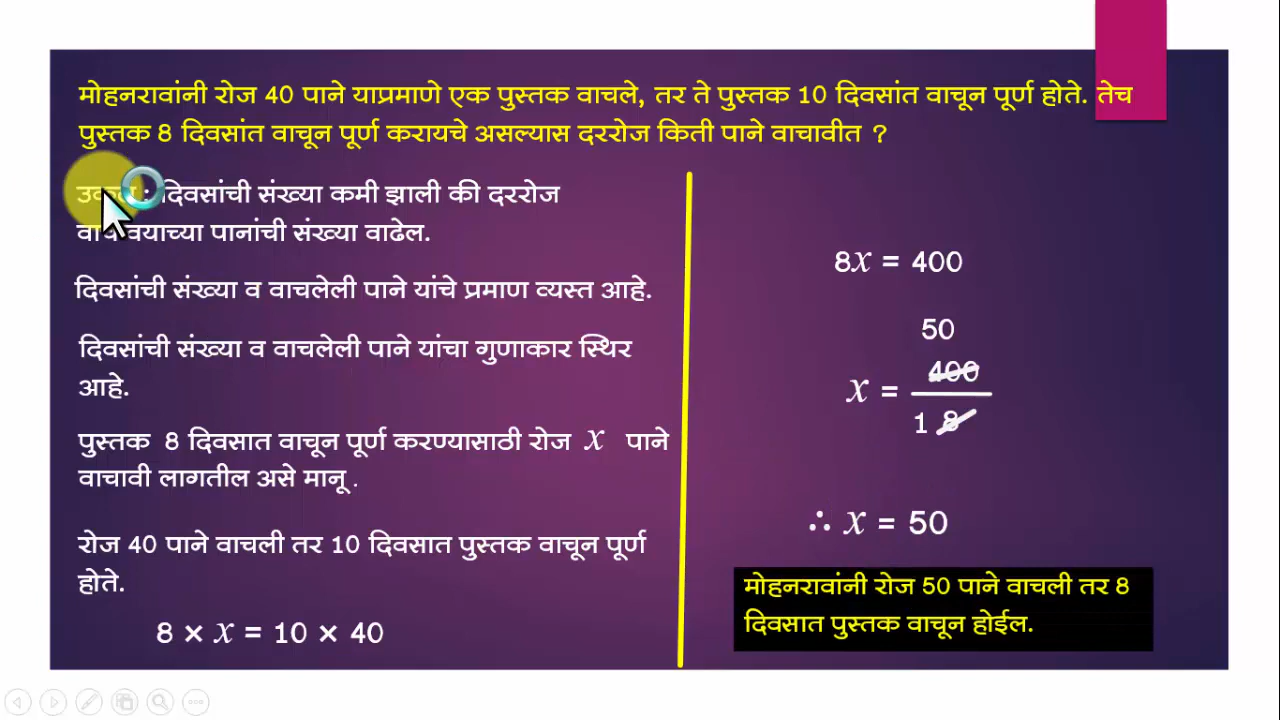 मोहनरावांनी रोज 40 पाने याप्रमाणे एक पुस्तक वाचले, तर ते पुस्तक 10 दिवसांत वाचून पूर्ण होते. तेच
पुस्तक 8 दिवसांत वाचून पूर्ण करायचे असल्यास दररोज किती पाने वाचावीत ?
: दिवसांची संख्या कमी झाली की दररोज
पानांची संख्या वाढेल.
दिवसांची संख्या व वाचलेली पाने यांचे प्रमाण व्यस्त आहे.
दिवसांची संख्या व वाचलेली पाने यांचा गुणाकार स्थिर
आहे.
पुस्तक 8 दिवसात वाचून पूर्ण करण्यासाठी रोज x पाने
वाचावी लागतील असे मानू .
रोज 40 पाने वाचली तर 10 दिवसात पुस्तक वाचून पूर्ण
होते.
8 × x = 10 × 40
8x = 400
50
x = 400
1 8
∴ x = 50
मोहनरावांनी रोज 50 पाने वाचली तर 8
दिवसात पुस्तक वाचून होईल.